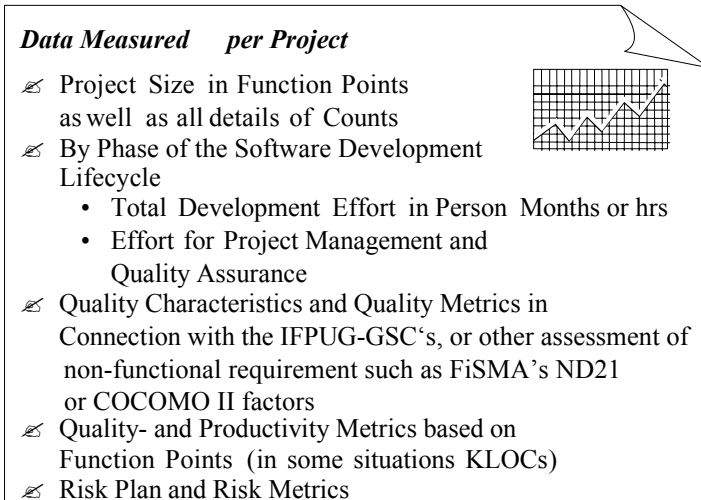 Data Measured per Project
Project Size in Function Points
as well as all details of Counts
By Phase of the Software Development
Lifecycle
• Total Development Effort in Person Months or hrs
• Effort for Project Management and
Quality Assurance
Quality Characteristics and Quality Metrics in
Connection with the IFPUG-GSC‘s, or other assessment of
non-functional requirement such as FiSMA’s ND21
or COCOMO II factors
Quality- and Productivity Metrics based on
Function Points (in some situations KLOCs)
Risk Plan and Risk Metrics